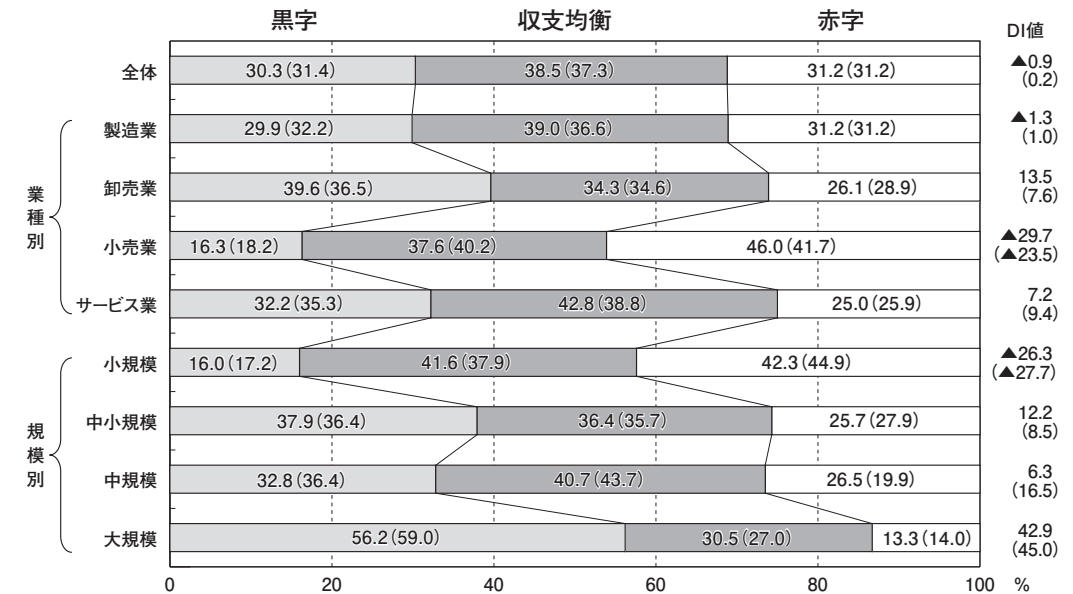 黒字 収支均衡 赤字 DI値
全体 30.3(31.4) 38.5(37.3) 31.2(31.2) ▲0.9
(0.2)
業種別
製造業 29.9(32.2) 39.0(36.6) 31.2(31.2) ▲1.3
(1.0)
卸売業 39.6(36.5) 34.3(34.6) 26.1(28.9) 13.5
(7.6)
小売業 16.3(18.2) 37.6(40.2) 46.0(41.7) ▲29.7
(▲23.5)
サービス業 32.2(35.3) 42.8(38.8) 25.0(25.9) 7.2
(9.4)
規模別
小規模 16.0(17.2) 41.6(37.9) 42.3(44.9) ▲26.3
(▲27.7)
中小規模 37.9(36.4) 36.4(35.7) 25.7(27.9) 12.2
(8.5)
中規模 32.8(36.4) 40.7(43.7) 26.5(19.9) 6.3
(16.5)
大規模 56.2(59.0) 30.5(27.0) 13.3(14.0) 42.9
(45.0)
0 20 40 60 80 100 %